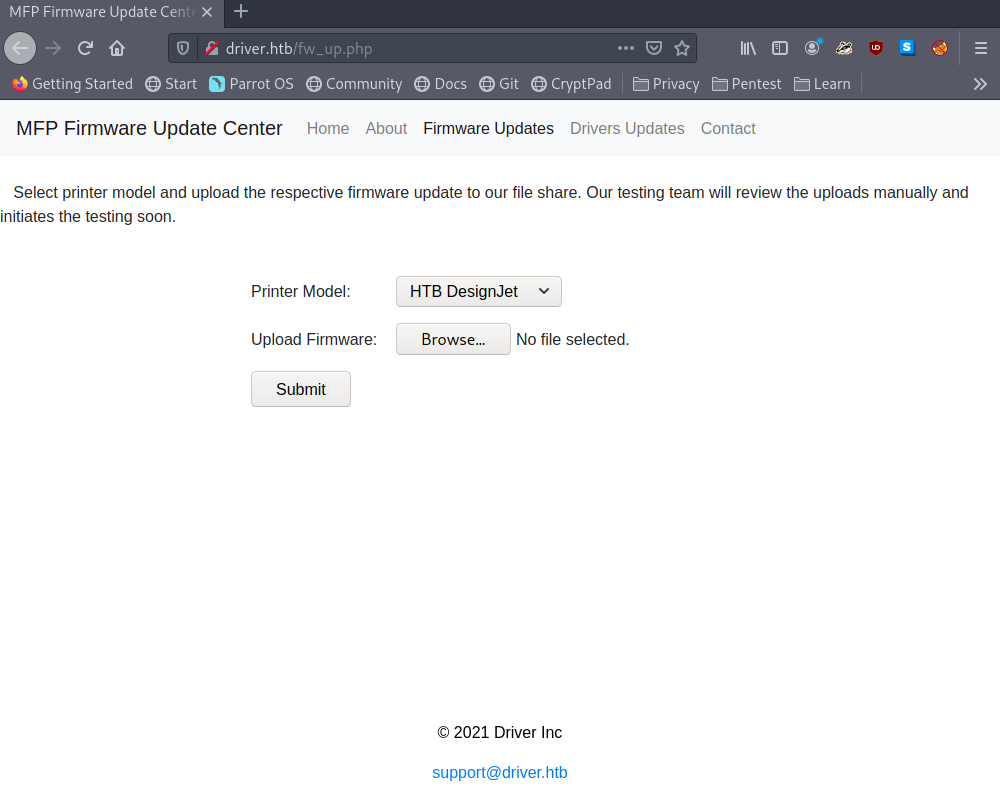 MFP Firmware Update Cent
driver.htb/fw_up.php
Getting Started Start Parrot OS Community Docs Git CryptPad Privacy Pentest Learn
MFP Firmware Update Center Home About Firmware Updates Drivers Updates Contact
Select printer model and upload the respective firmware update to our file share. Our testing team will review the uploads manually and
initiates the testing soon.
Printer Model: HTB DesignJet
Upload Firmware: Browse... No file selected.
Submit
© 2021 Driver Inc
support@driver.htb